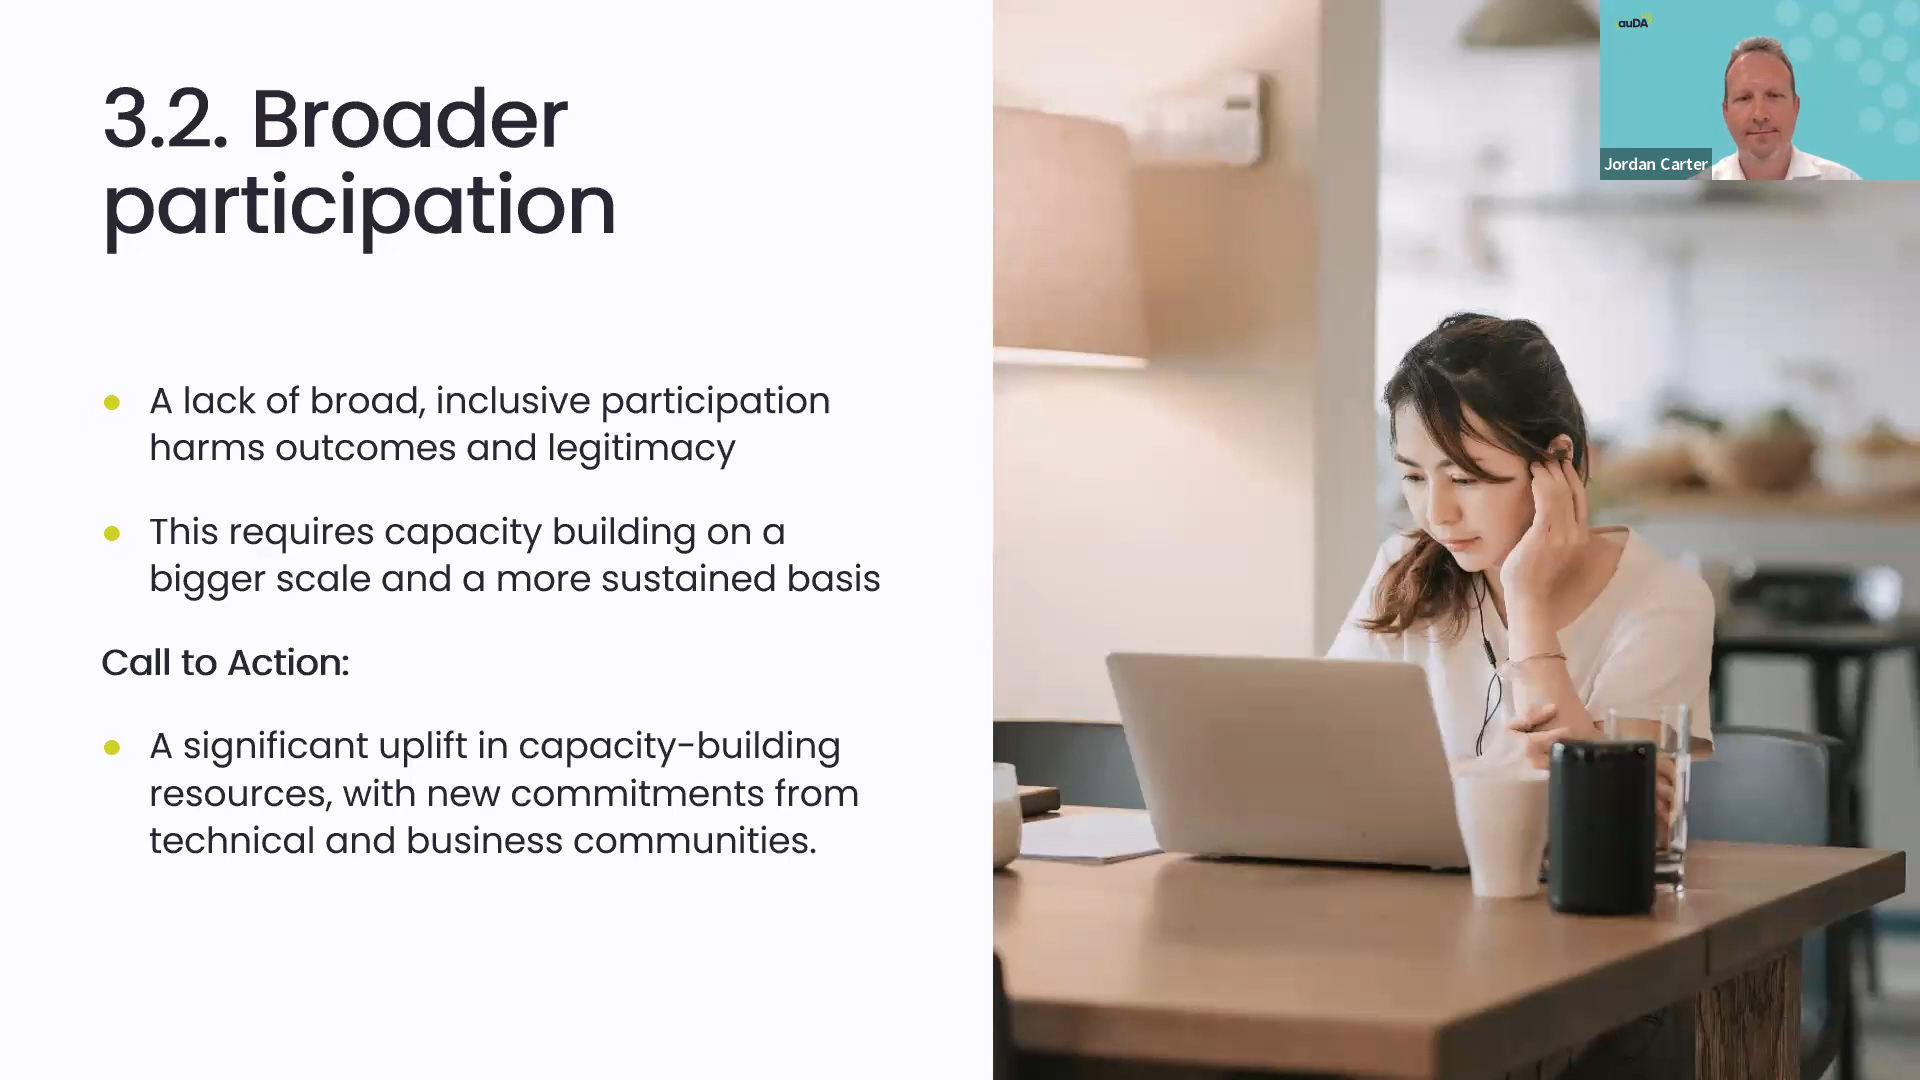 3.2. Broader
participation
● A lack of broad, inclusive participation
harms outcomes and legitimacy
● This requires capacity building on a
bigger scale and a more sustained basis
Call to Action:
● A significant uplift in capacity-building
resources, with new commitments from
technical and business communities.
auDA
Jordan Carter